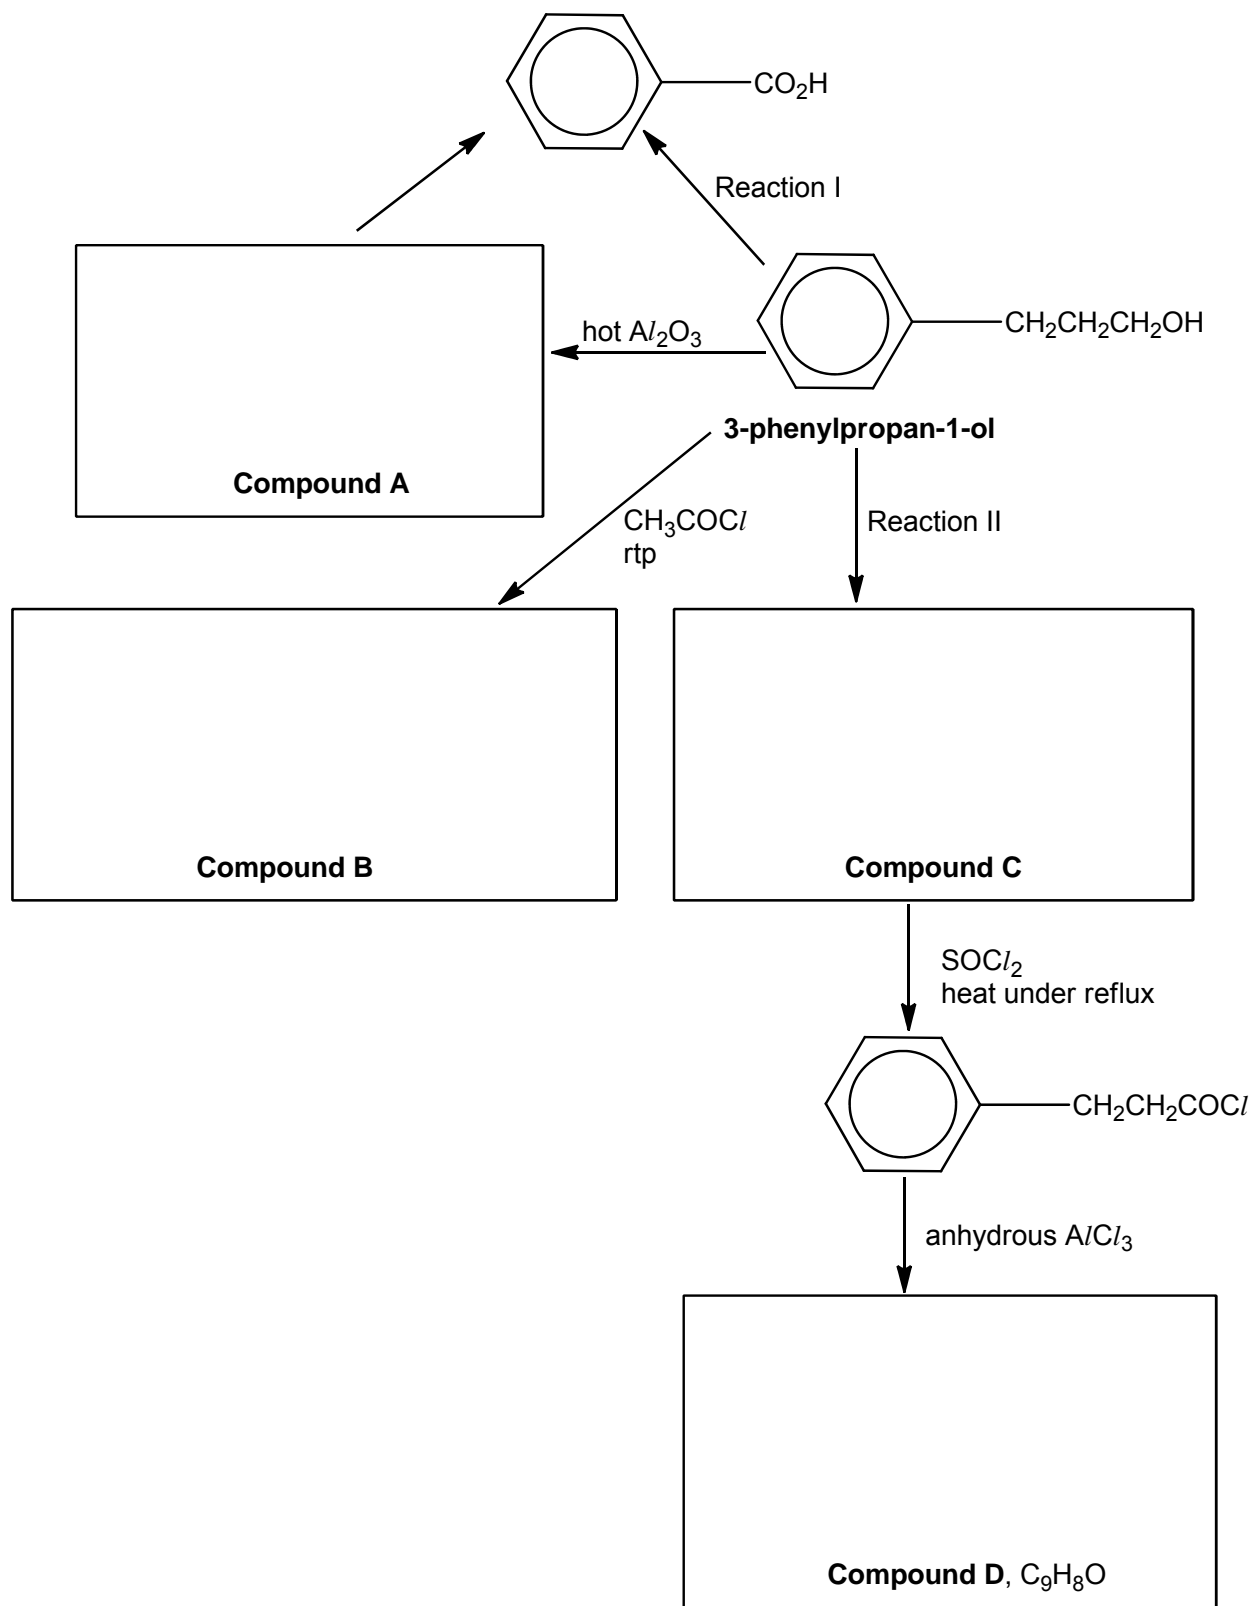 CO₂H
Reaction I
CH₂CH₂CH₂OH
hot Al₂O₃
3-phenylpropan-1-ol
Compound A
CH₃COCl
rtp
Reaction II
Compound B
Compound C
SOCl₂
heat under reflux
CH₂CH₂COCl
anhydrous AlCl₃
Compound D, C₉H₈O